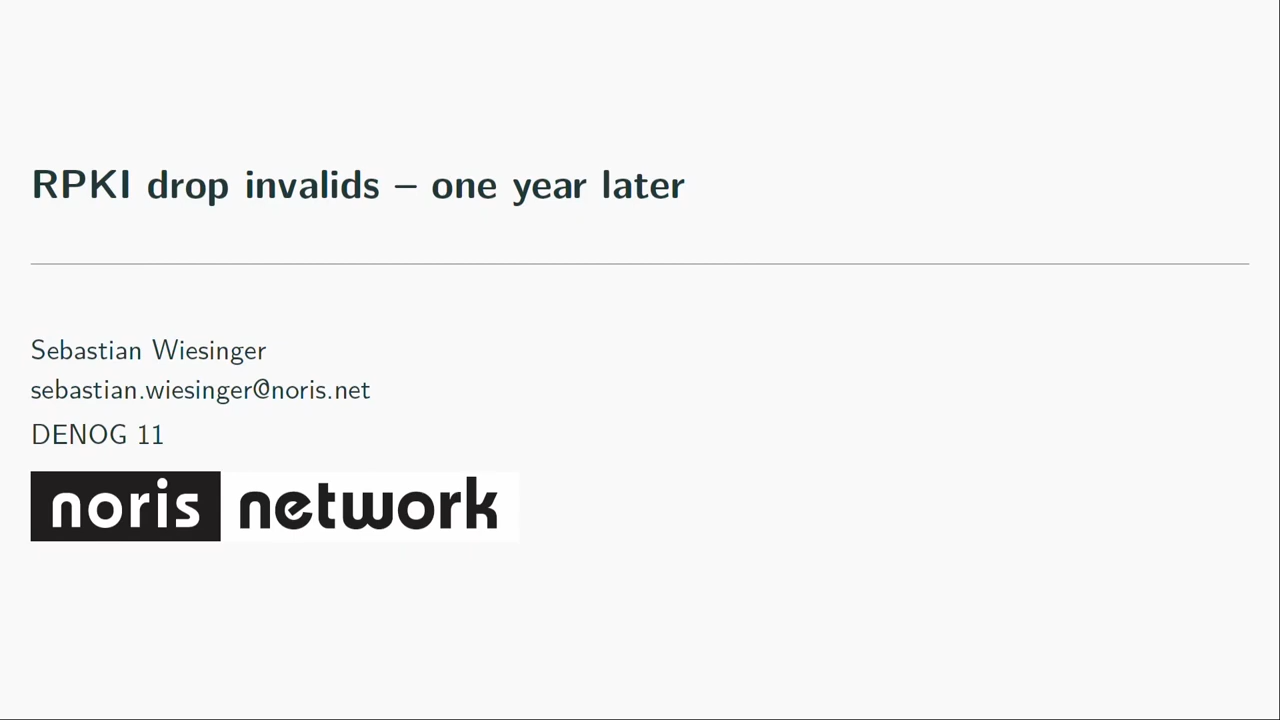 RPKI drop invalids – one year later
Sebastian Wiesinger
sebastian.wiesinger@noris.net
DENOG 11
noris network